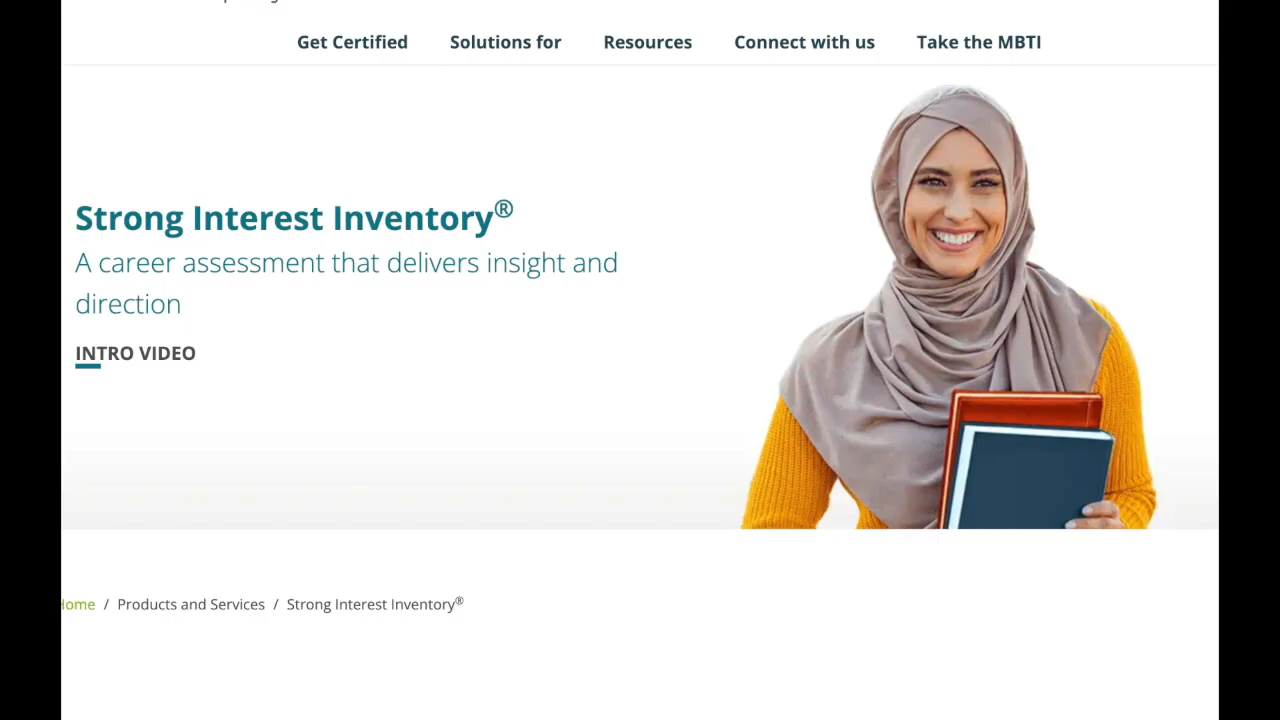 Get Certified Solutions for Resources Connect with us Take the MBTI
Strong Interest Inventory®
A career assessment that delivers insight and
direction
INTRO VIDEO
Home / Products and Services / Strong Interest Inventory®